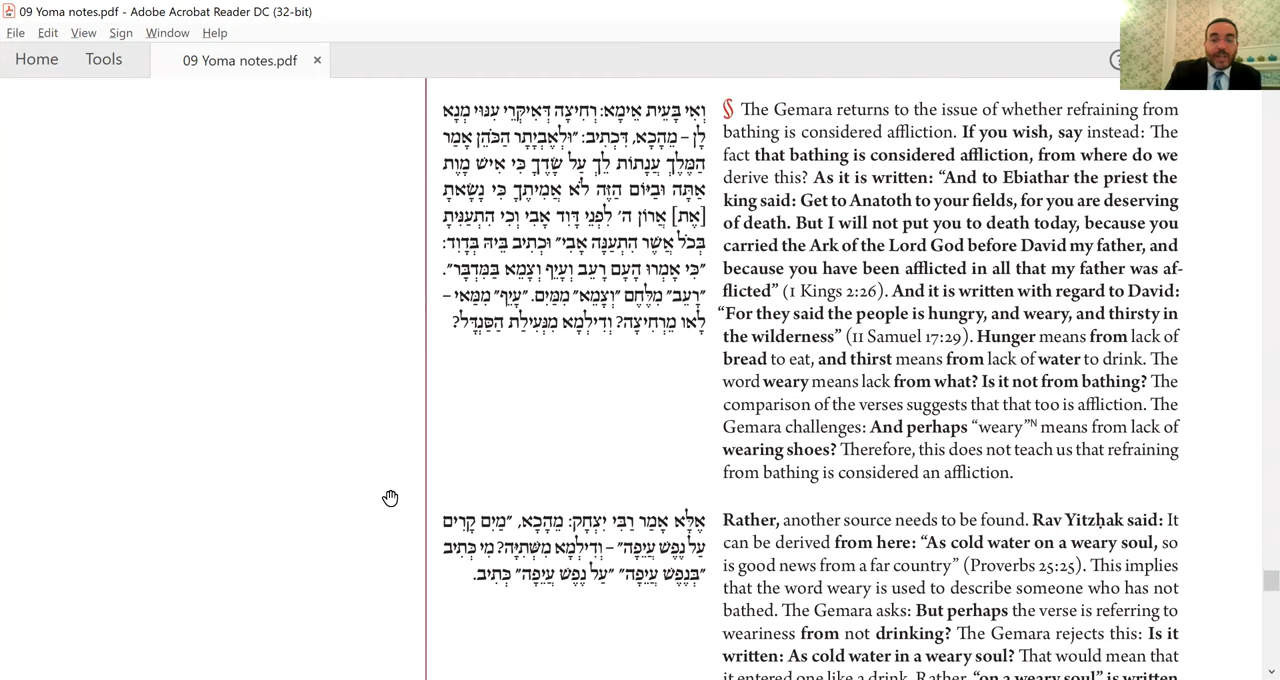 09 Yoma notes.pdf - Adobe Acrobat Reader DC (32-bit)
File Edit View Sign Window Help
Home Tools 09 Yoma notes.pdf ×
וְאִי בָּעֵית אֵימָא: רְחִיצָה דְּאִיקְּרֵי עִנּוּי מְנָא
לָן – מֵהָכָא, דִּכְתִיב: ״וּלְאֶבְיָתָר הַכֹּהֵן אָמַר
הַמֶּלֶךְ עֲנָתוֹת לֵךְ עַל שָׂדֶךָ כִּי אִישׁ מָוֶת
אַתָּה וּבַיּוֹם הַזֶּה לֹא אֲמִיתֶךָ כִּי נָשָׂאתָ
[אֶת] אֲרוֹן ה׳ לִפְנֵי דָּוִד אָבִי וְכִי הִתְעַנִּיתָ
בְּכֹל אֲשֶׁר הִתְעַנָּה אָבִי״ וּכְתִיב בֵּיהּ בְּדָוִד:
״כִּי אָמְרוּ הָעָם רָעֵב וְעָיֵף וְצָמֵא בַּמִּדְבָּר״.
״רָעֵב״ מִלֶּחֶם ״וְצָמֵא״ מִמַּיִם. ״עָיֵף״ מִמַּאי –
לָאו מֵרְחִיצָה? וְדִילְמָא מִנְּעִילַת הַסַּנְדָּל?
§ The Gemara returns to the issue of whether refraining from
bathing is considered affliction. If you wish, say instead: The
fact that bathing is considered affliction, from where do we
derive this? As it is written: “And to Ebiathar the priest the
king said: Get to Anatoth to your fields, for you are deserving
of death. But I will not put you to death today, because you
carried the Ark of the Lord God before David my father, and
because you have been afflicted in all that my father was af-
flicted” (I Kings 2:26). And it is written with regard to David:
“For they said the people is hungry, and weary, and thirsty in
the wilderness” (II Samuel 17:29). Hunger means from lack of
bread to eat, and thirst means from lack of water to drink. The
word weary means lack from what? Is it not from bathing? The
comparison of the verses suggests that that too is affliction. The
Gemara challenges: And perhaps “weary”N means from lack of
wearing shoes? Therefore, this does not teach us that refraining
from bathing is considered an affliction.
אֶלָּא אָמַר רַבִּי יִצְחָק: מֵהָכָא, ״מַיִם קָרִים
עַל נֶפֶשׁ עֲיֵפָה״ – וְדִילְמָא מִשְּׁתִיָּה? מִי כְּתִיב
״בְּנֶפֶשׁ עֲיֵפָה״ ״עַל נֶפֶשׁ עֲיֵפָה״ כְּתִיב.
Rather, another source needs to be found. Rav Yitzḥak said: It
can be derived from here: “As cold water on a weary soul, so
is good news from a far country” (Proverbs 25:25). This implies
that the word weary is used to describe someone who has not
bathed. The Gemara asks: But perhaps the verse is referring to
weariness from not drinking? The Gemara rejects this: Is it
written: As cold water in a weary soul? That would mean that
it entered one like a drink. Rather, “on a weary soul” is written